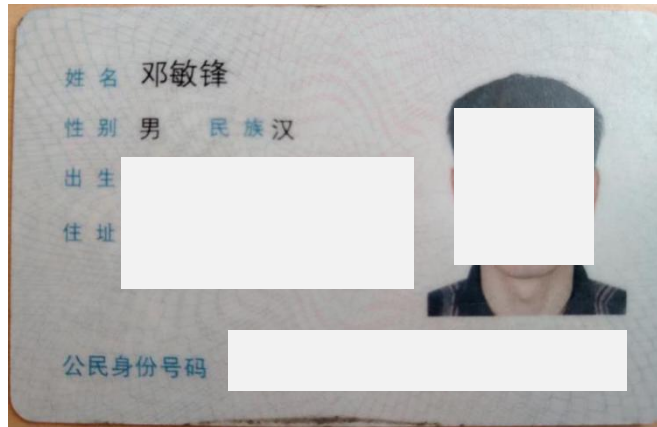 姓名 邓敏锋
性别 男 民族 汉
出生
住址
公民身份号码